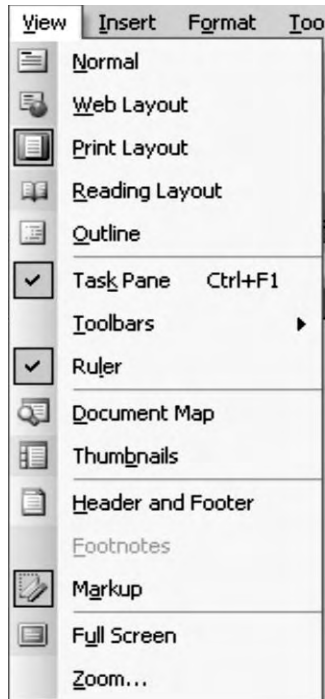 View Insert Format Too
Normal
Web Layout
Print Layout
Reading Layout
Outline
Task Pane Ctrl+F1
Toolbars
Ruler
Document Map
Thumbnails
Header and Footer
Footnotes
Markup
Full Screen
Zoom...